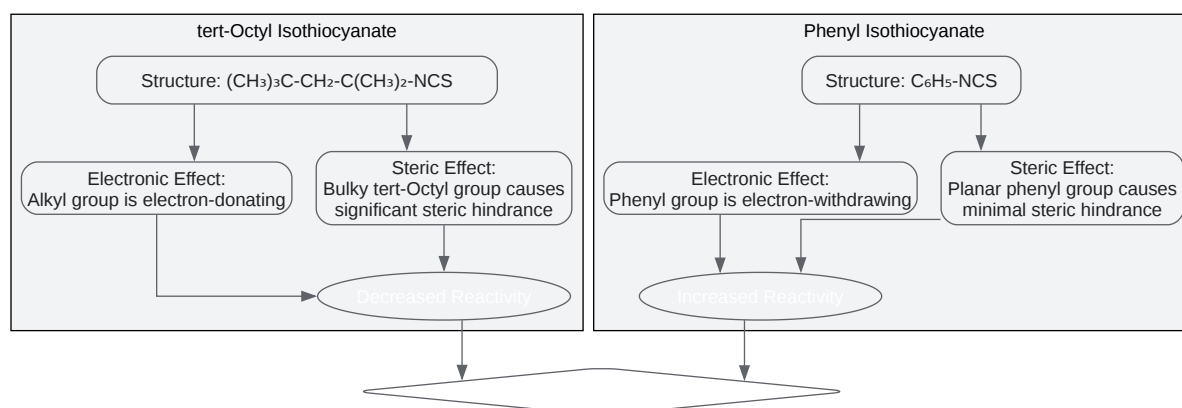 tert-Octyl Isothiocyanate
Structure: (CH₃)₃C-CH₂-C(CH₃)₂-NCS
Electronic Effect:
Alkyl group is electron-donating
Steric Effect:
Bulky tert-Octyl group causes
significant steric hindrance
Decreased Reactivity
Phenyl Isothiocyanate
Structure: C₆H₅-NCS
Electronic Effect:
Phenyl group is electron-withdrawing
Steric Effect:
Planar phenyl group causes
minimal steric hindrance
Increased Reactivity